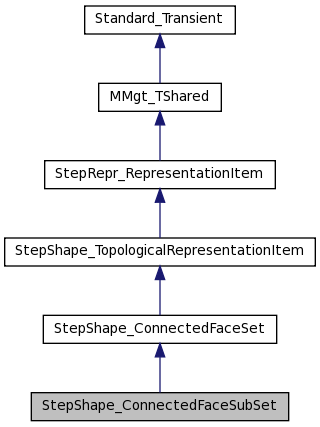 Standard_Transient
MMgt_TShared
StepRepr_RepresentationItem
StepShape_TopologicalRepresentationItem
StepShape_ConnectedFaceSet
StepShape_ConnectedFaceSubSet